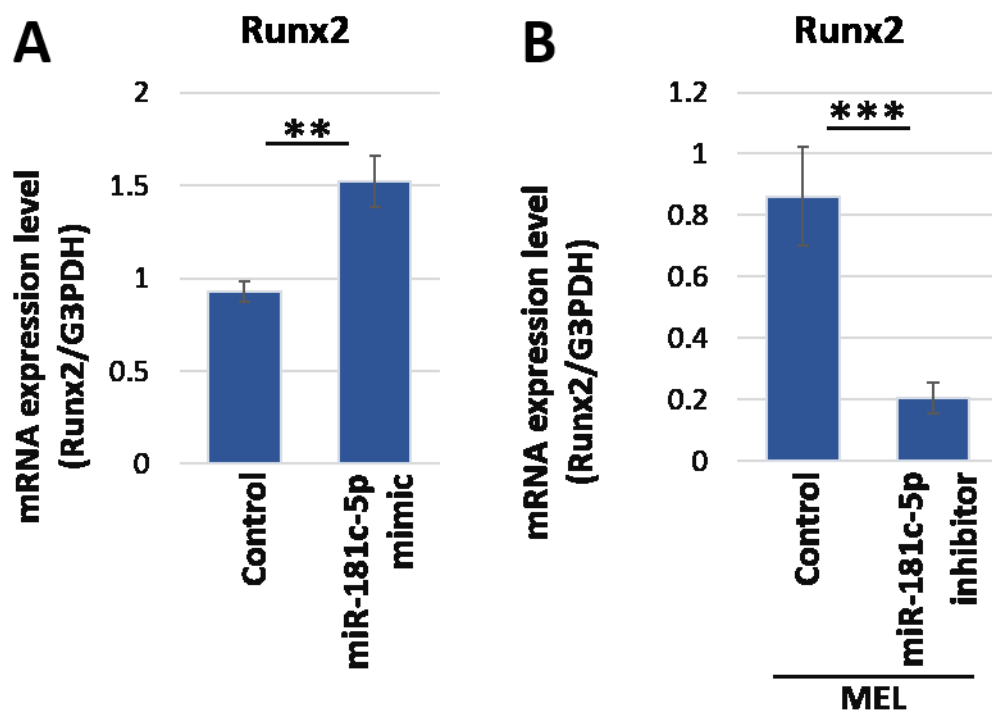 A
Runx2
mRNA expression level
(Runx2/G3PDH)
2
1.5
1
0.5
0
**
Control
miR-181c-5p
mimic
B
Runx2
mRNA expression level
(Runx2/G3PDH)
1.2
1
0.8
0.6
0.4
0.2
0
***
Control
miR-181c-5p
inhibitor
MEL